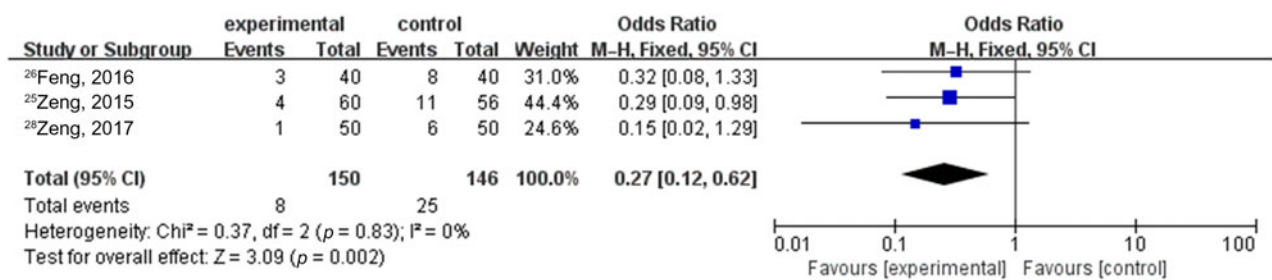 experimental control Odds Ratio Odds Ratio
Study or Subgroup Events Total Events Total Weight M–H, Fixed, 95% CI M–H, Fixed, 95% CI
²⁶Feng, 2016 3 40 8 40 31.0% 0.32 [0.08, 1.33]
²⁵Zeng, 2015 4 60 11 56 44.4% 0.29 [0.09, 0.98]
²⁸Zeng, 2017 1 50 6 50 24.6% 0.15 [0.02, 1.29]
Total (95% CI) 150 146 100.0% 0.27 [0.12, 0.62]
Total events 8 25
Heterogeneity: Chi² = 0.37, df = 2 (p = 0.83); I² = 0%
Test for overall effect: Z = 3.09 (p = 0.002)
0.01 0.1 1 10 100
Favours [experimental] Favours [control]